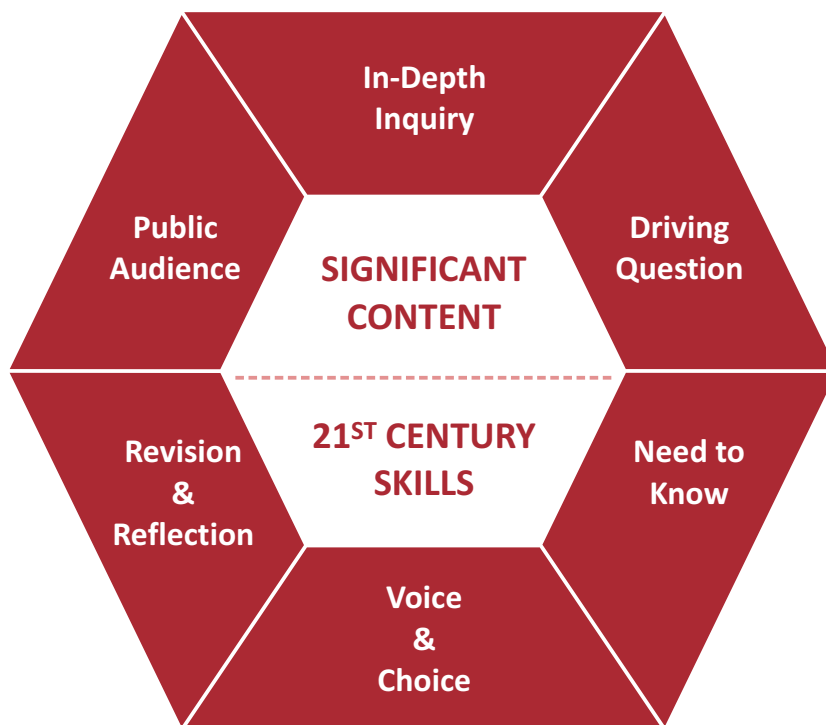 In-Depth
Inquiry
Public
Audience
Driving
Question
SIGNIFICANT
CONTENT
21ST CENTURY
SKILLS
Revision
&
Reflection
Need to
Know
Voice
&
Choice